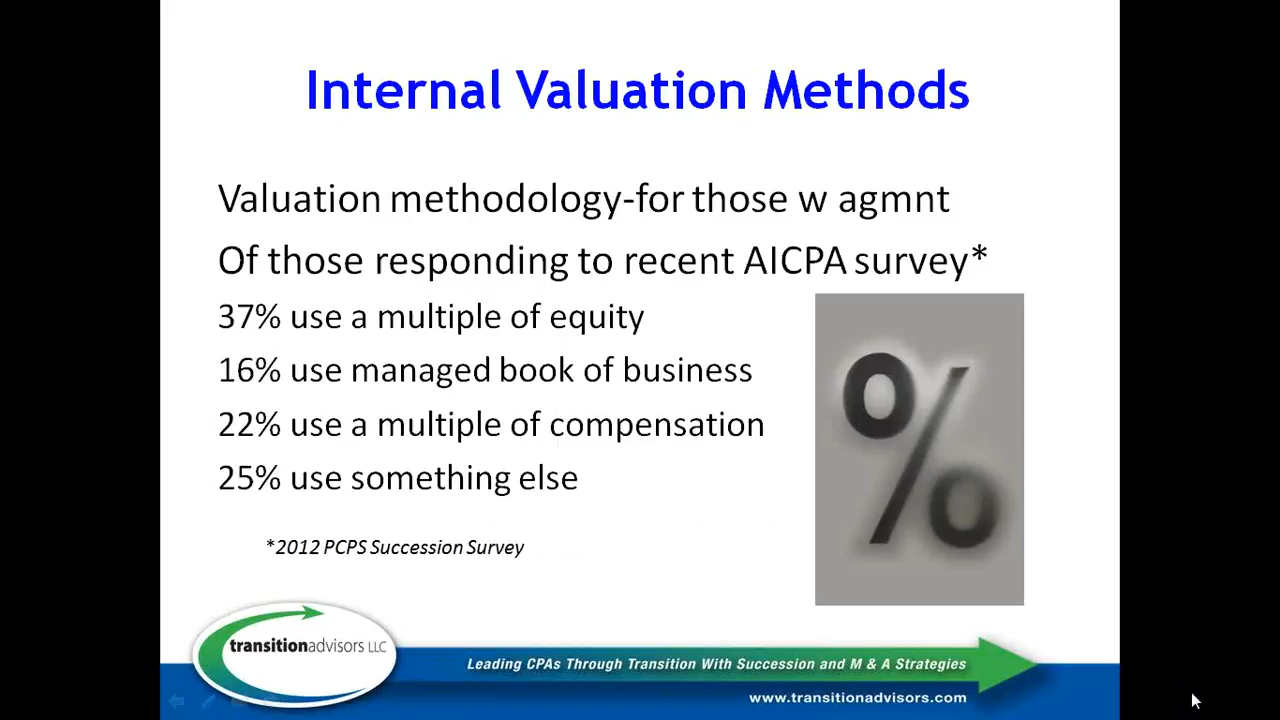 Internal Valuation Methods
Valuation methodology-for those w agmnt
Of those responding to recent AICPA survey*
37% use a multiple of equity
16% use managed book of business
22% use a multiple of compensation
25% use something else
%
*2012 PCPS Succession Survey
transitionadvisors LLC
Leading CPAs Through Transition With Succession and M & A Strategies
www.transitionadvisors.com